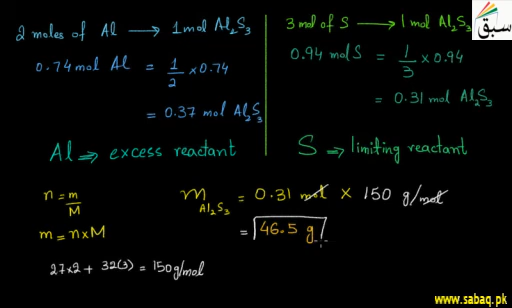 2 moles of Al → 1 mol Al₂S₃
0.74 mol Al = 1/2 × 0.74
= 0.37 mol Al₂S₃
Al ⇒ excess reactant
3 mol of S → 1 mol Al₂S₃
0.94 mol S = 1/3 × 0.94
= 0.31 mol Al₂S₃
S ⇒ limiting reactant
سبق
n = m/M
m = n×M
27×2 + 32(3) = 150 g/mol
m Al₂S₃ = 0.31 mol × 150 g/mol
= 46.5 g
www.sabaq.pk